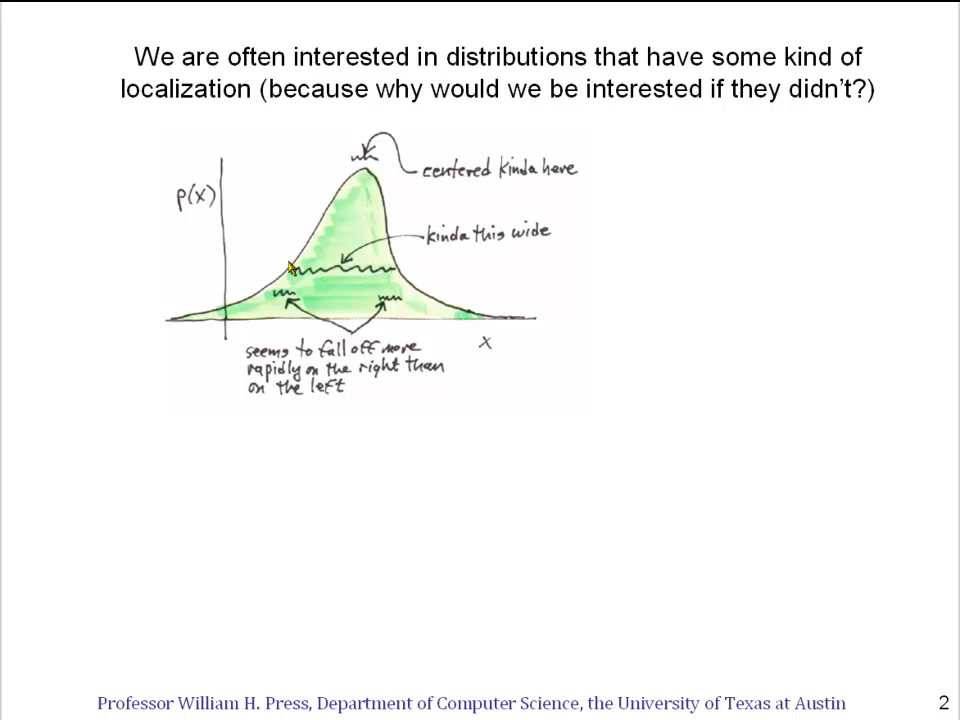 We are often interested in distributions that have some kind of
localization (because why would we be interested if they didn't?)
centered kinda here
p(x)
kinda this wide
x
seems to fall off more
rapidly on the right than
on the left
Professor William H. Press, Department of Computer Science, the University of Texas at Austin
2